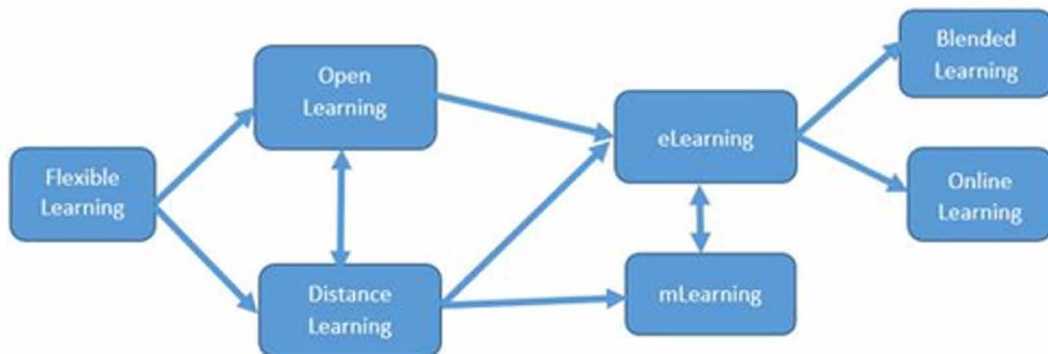 Flexible
Learning
Open
Learning
Distance
Learning
eLearning
mLearning
Blended
Learning
Online
Learning